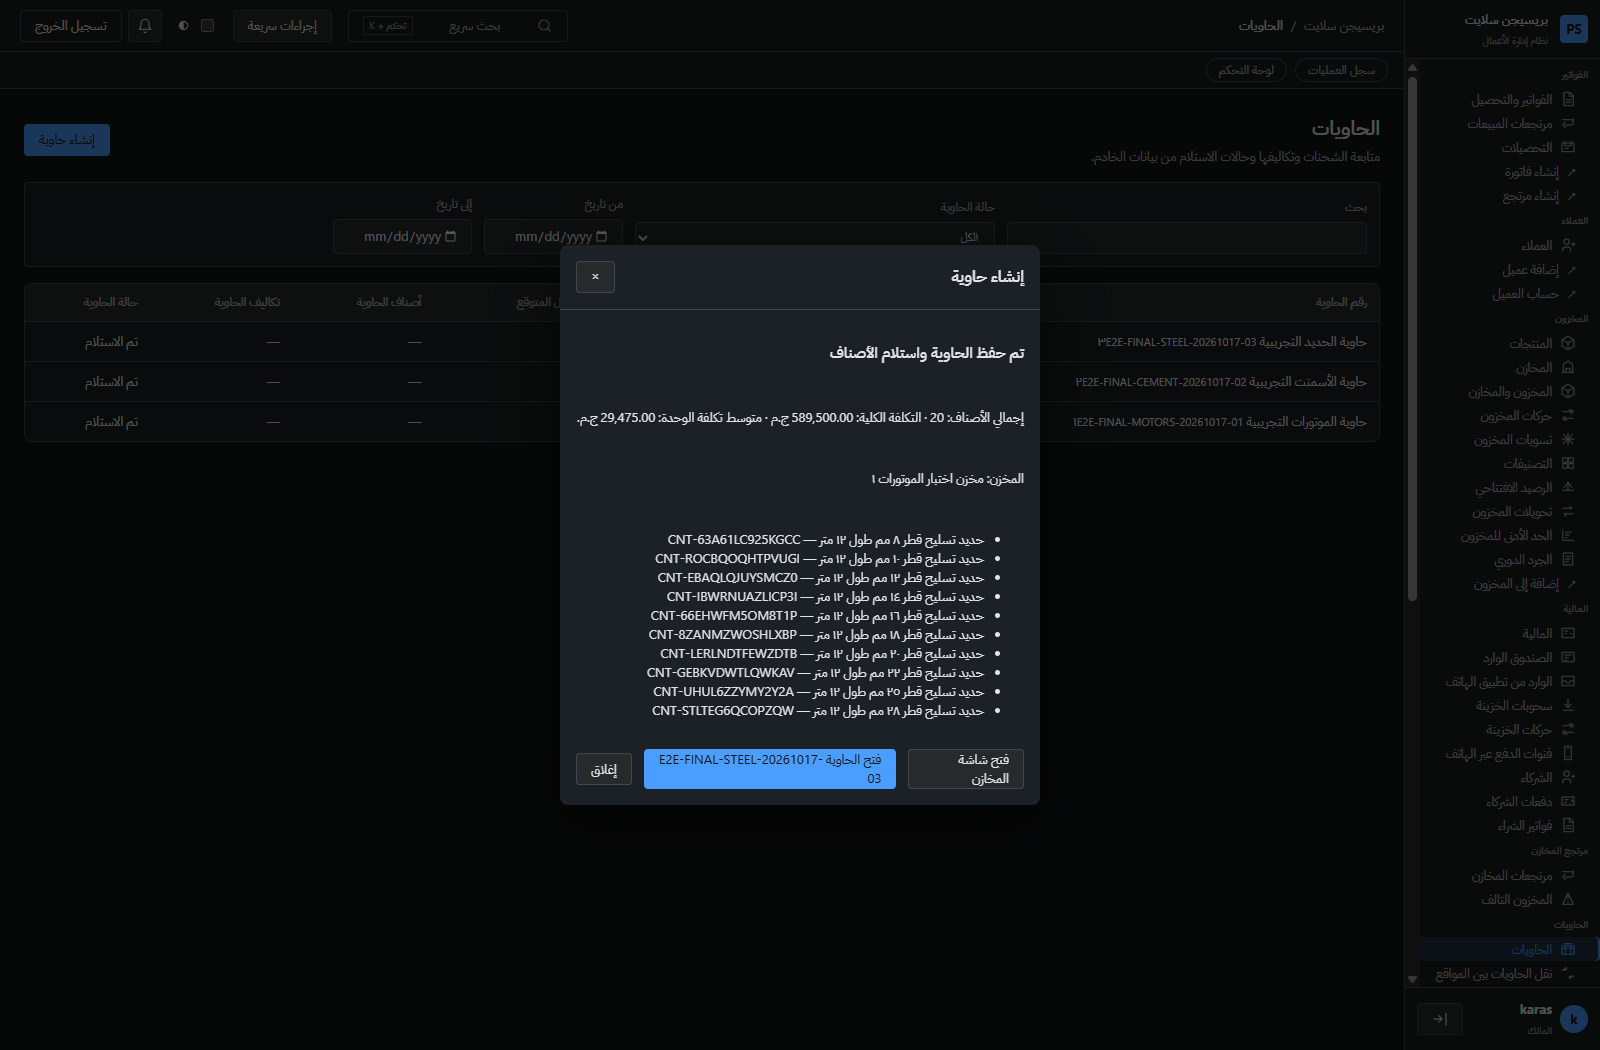 PS
بريسيجن سلايت
نظام إدارة الأعمال
الفواتير
الفواتير والتحصيل
مرتجعات المبيعات
التحصيلات
إنشاء فاتورة
إنشاء مرتجع
العملاء
العملاء
إضافة عميل
حساب العميل
المخزون
المنتجات
المخازن
المخزون والمخازن
حركات المخزون
تسويات المخزون
التصنيفات
الرصيد الافتتاحي
تحويلات المخزون
الحد الأدنى للمخزون
الجرد الدوري
إضافة إلى المخزون
المالية
المالية
الصندوق الوارد
الوارد من تطبيق الهاتف
سحوبات الخزينة
حركات الخزينة
قنوات الدفع عبر الهاتف
الشركاء
دفعات الشركاء
فواتير الشراء
مرتجع المخازن
مرتجعات المخازن
المخزون التالف
الحاويات
الحاويات
نقل الحاويات بين المواقع
k
karas
المالك
بريسيجن سلايت / الحاويات
بحث سريع
تحكم + K
إجراءات سريعة
تسجيل الخروج
سجل العمليات
لوحة التحكم
الحاويات
متابعة الشحنات وتكاليفها وحالات الاستلام من بيانات الخادم.
إنشاء حاوية
بحث
حالة الحاوية
الكل
من تاريخ
mm/dd/yyyy
إلى تاريخ
mm/dd/yyyy
رقم الحاوية
المتوقع
أصناف الحاوية
تكاليف الحاوية
حالة الحاوية
حاوية الحديد التجريبية ٣E2E-FINAL-STEEL-20261017-03
—
—
تم الاستلام
حاوية الأسمنت التجريبية ٢E2E-FINAL-CEMENT-20261017-02
—
—
تم الاستلام
حاوية الموتورات التجريبية ١E2E-FINAL-MOTORS-20261017-01
—
—
تم الاستلام
إنشاء حاوية
×
تم حفظ الحاوية واستلام الأصناف
إجمالي الأصناف: 20 · التكلفة الكلية: 589,500.00 ج.م · متوسط تكلفة الوحدة: 29,475.00 ج.م.
المخزن: مخزن اختبار الموتورات ١
حديد تسليح قطر ٨ مم طول ١٢ متر — CNT-63A61LC925KGCC
حديد تسليح قطر ١٠ مم طول ١٢ متر — CNT-ROCBQOQHTPVUGI
حديد تسليح قطر ١٢ مم طول ١٢ متر — CNT-EBAQLQJUYSMCZ0
حديد تسليح قطر ١٤ مم طول ١٢ متر — CNT-IBWRNUAZLICP3I
حديد تسليح قطر ١٦ مم طول ١٢ متر — CNT-66EHWFM5OM8T1P
حديد تسليح قطر ١٨ مم طول ١٢ متر — CNT-8ZANMZWOSHLXBP
حديد تسليح قطر ٢٠ مم طول ١٢ متر — CNT-LERLNDTFEWZDTB
حديد تسليح قطر ٢٢ مم طول ١٢ متر — CNT-GEBKVDWTLQWKAV
حديد تسليح قطر ٢٥ مم طول ١٢ متر — CNT-UHUL6ZZYMY2Y2A
حديد تسليح قطر ٢٨ مم طول ١٢ متر — CNT-STLTEG6QCOPZQW
فتح شاشة
المخازن
فتح الحاوية E2E-FINAL-STEEL-20261017-
03
إغلاق